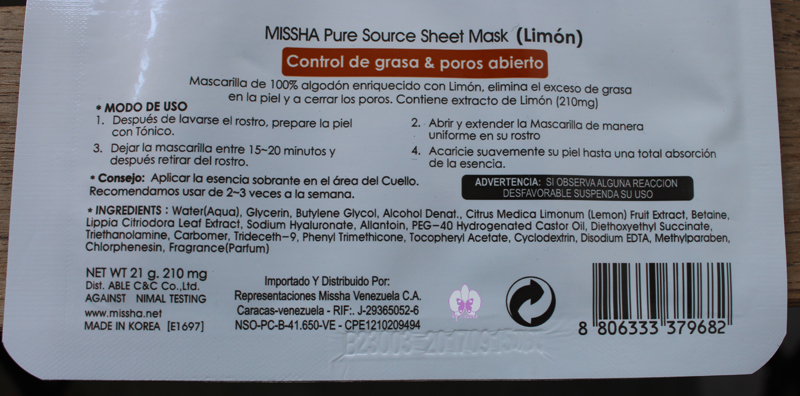 MISSHA Pure Source Sheet Mask (Limón)
Control de grasa & poros abierto
Mascarilla de 100% algodón enriquecido con Limón, elimina el exceso de grasa
en la piel y a cerrar los poros. Contiene extracto de Limón (210mg)
* MODO DE USO
1. Después de lavarse el rostro, prepare la piel
con Tónico.
2. Abrir y extender la Mascarilla de manera
uniforme en su rostro
3. Dejar la mascarilla entre 15~20 minutos y
después retirar del rostro.
4. Acaricie suavemente su piel hasta una total absorción
de la esencia.
* Consejo: Aplicar la esencia sobrante en el área del Cuello.
Recomendamos usar de 2~3 veces a la semana.
ADVERTENCIA: SI OBSERVA ALGUNA REACCION
DESFAVORABLE SUSPENDA SU USO
* INGREDIENTS : Water(Aqua), Glycerin, Butylene Glycol, Alcohol Denat., Citrus Medica Limonum (Lemon) Fruit Extract, Betaine,
Lippia Citriodora Leaf Extract, Sodium Hyaluronate, Allantoin, PEG-40 Hydrogenated Castor Oil, Diethoxyethyl Succinate,
Triethanolamine, Carbomer, Trideceth-9, Phenyl Trimethicone, Tocopheryl Acetate, Cyclodextrin, Disodium EDTA, Methylparaben,
Chlorphenesin, Fragrance(Parfum)
NET WT 21 g. 210 mg
Dist. ABLE C&C Co.,Ltd.
AGAINST NIMAL TESTING
www.missha.net
MADE IN KOREA [E1697]
Importado Y Distribuido Por:
Representaciones Missha Venezuela C.A.
Caracas-venezuela - RIF:. J-29365052-6
NSO-PC-B-41.650-VE - CPE1210209494
8 806333 379682